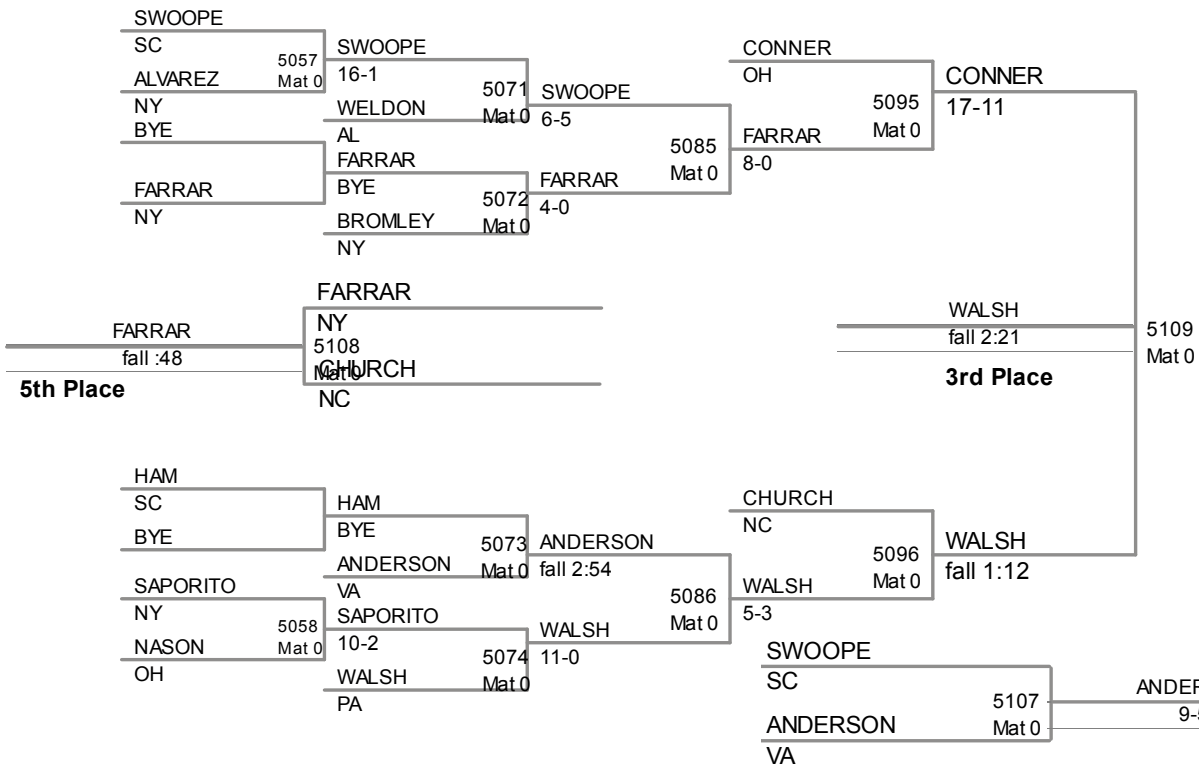 SWOOPE
SC
5057
Mat 0
ALVAREZ
NY
SWOOPE
16-1
5071
Mat 0
WELDON
AL
BYE
FARRAR
NY
FARRAR
BYE
5072
Mat 0
BROMLEY
NY
SWOOPE
6-5
5085
Mat 0
FARRAR
4-0
CONNER
OH
5095
Mat 0
FARRAR
8-0
CONNER
17-11
FARRAR
NY
5108
Mat 0
CHURCH
NC
FARRAR
fall :48
5th Place
WALSH
fall 2:21
3rd Place
5109
Mat 0
HAM
SC
BYE
HAM
BYE
5073
Mat 0
ANDERSON
VA
SAPORITO
NY
5058
Mat 0
NASON
OH
SAPORITO
10-2
5074
Mat 0
WALSH
PA
ANDERSON
fall 2:54
5086
Mat 0
WALSH
11-0
CHURCH
NC
5096
Mat 0
WALSH
5-3
WALSH
fall 1:12
SWOOPE
SC
5107
Mat 0
ANDERSON
VA